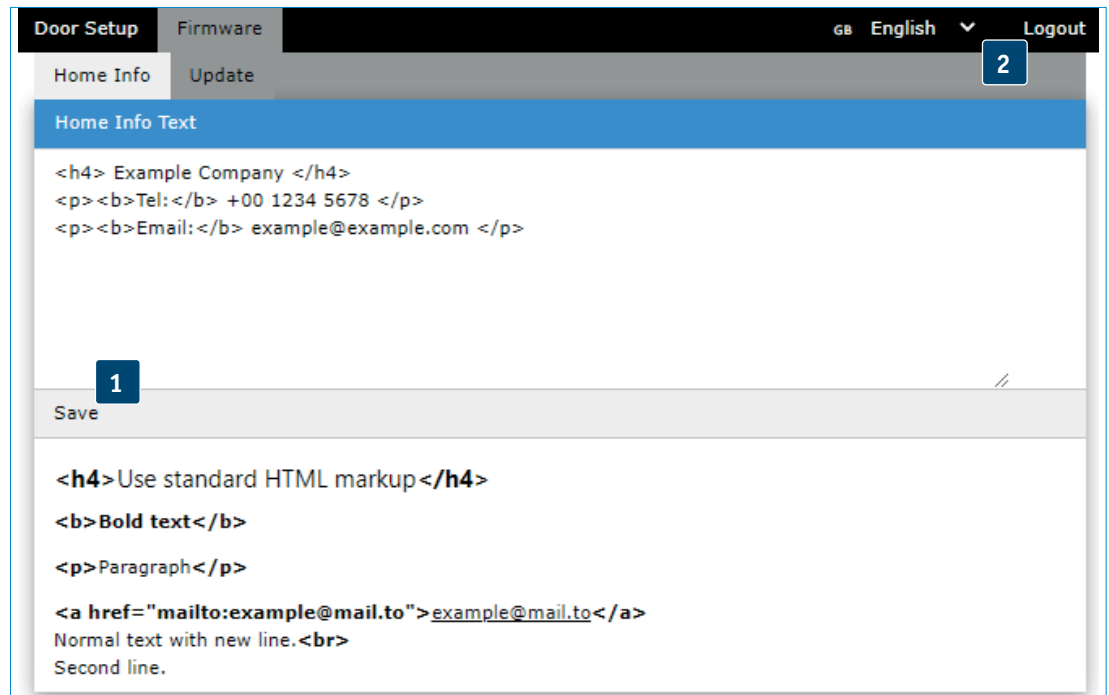 Door Setup Firmware GB English Logout
2
Home Info Update
Home Info Text
<h4> Example Company </h4>
<p><b>Tel:</b> +00 1234 5678 </p>
<p><b>Email:</b> example@example.com </p>
1
Save
<h4>Use standard HTML markup</h4>
<b>Bold text</b>
<p>Paragraph</p>
<a href="mailto:example@mail.to">example@mail.to</a>
Normal text with new line.<br>
Second line.